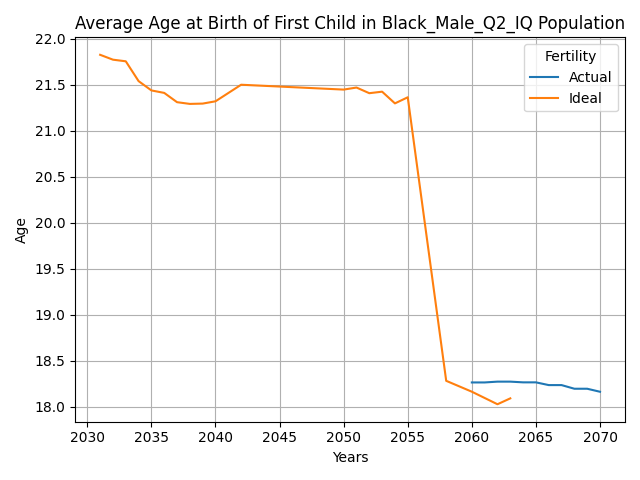 Average Age at Birth of First Child in Black_Male_Q2_IQ Population
Fertility
Actual
Ideal
Age
22.0
21.5
21.0
20.5
20.0
19.5
19.0
18.5
18.0
2030 2035 2040 2045 2050 2055 2060 2065 2070
Years